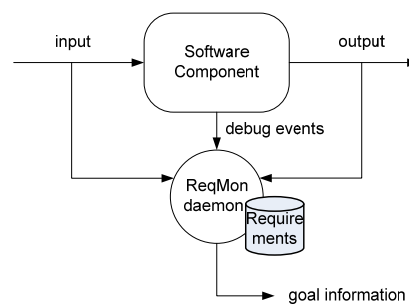 input
Software
Component
output
debug events
ReqMon
daemon
Require
ments
goal information